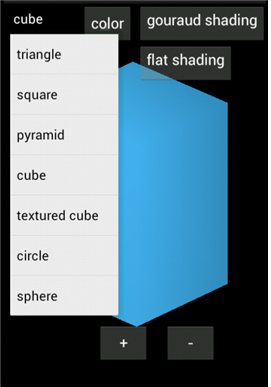 cube
color
gouraud shading
flat shading
triangle
square
pyramid
cube
textured cube
circle
sphere
+
-